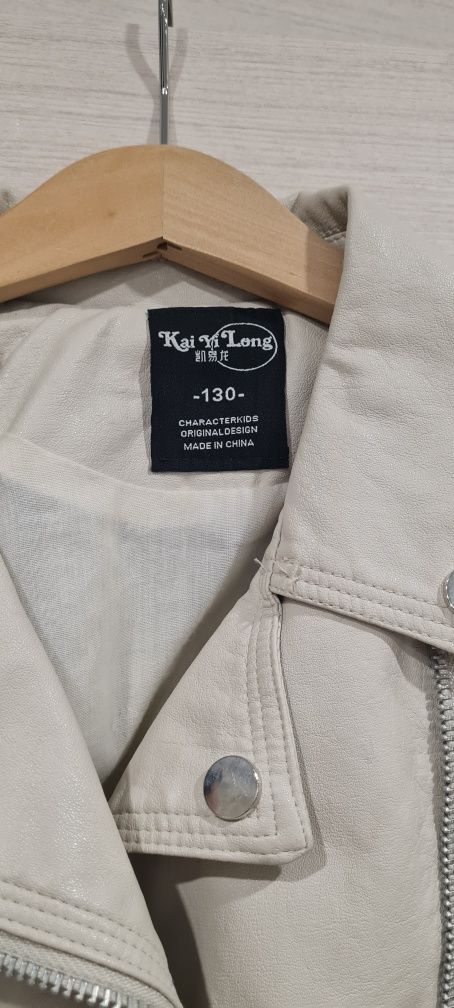 Kai Yi Long
凯易龙
-130-
CHARACTERKIDS
ORIGINALDESIGN
MADE IN CHINA